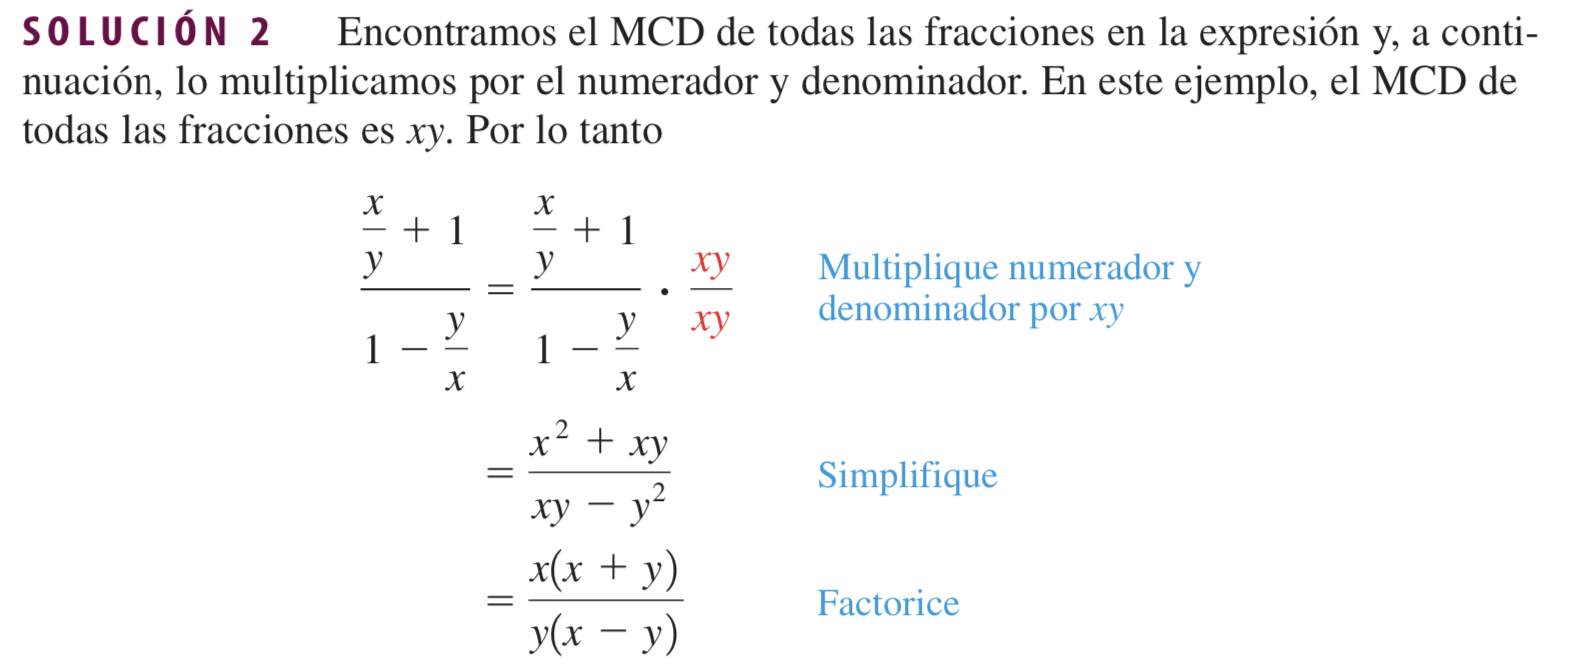 SOLUCIÓN 2 Encontramos el MCD de todas las fracciones en la expresión y, a conti-
nuación, lo multiplicamos por el numerador y denominador. En este ejemplo, el MCD de
todas las fracciones es xy. Por lo tanto
\frac{\frac{x}{y} + 1}{1 - \frac{y}{x}} = \frac{\frac{x}{y} + 1}{1 - \frac{y}{x}} \cdot \frac{xy}{xy} Multiplique numerador y
denominador por xy
= \frac{x^2 + xy}{xy - y^2} Simplifique
= \frac{x(x + y)}{y(x - y)} Factorice